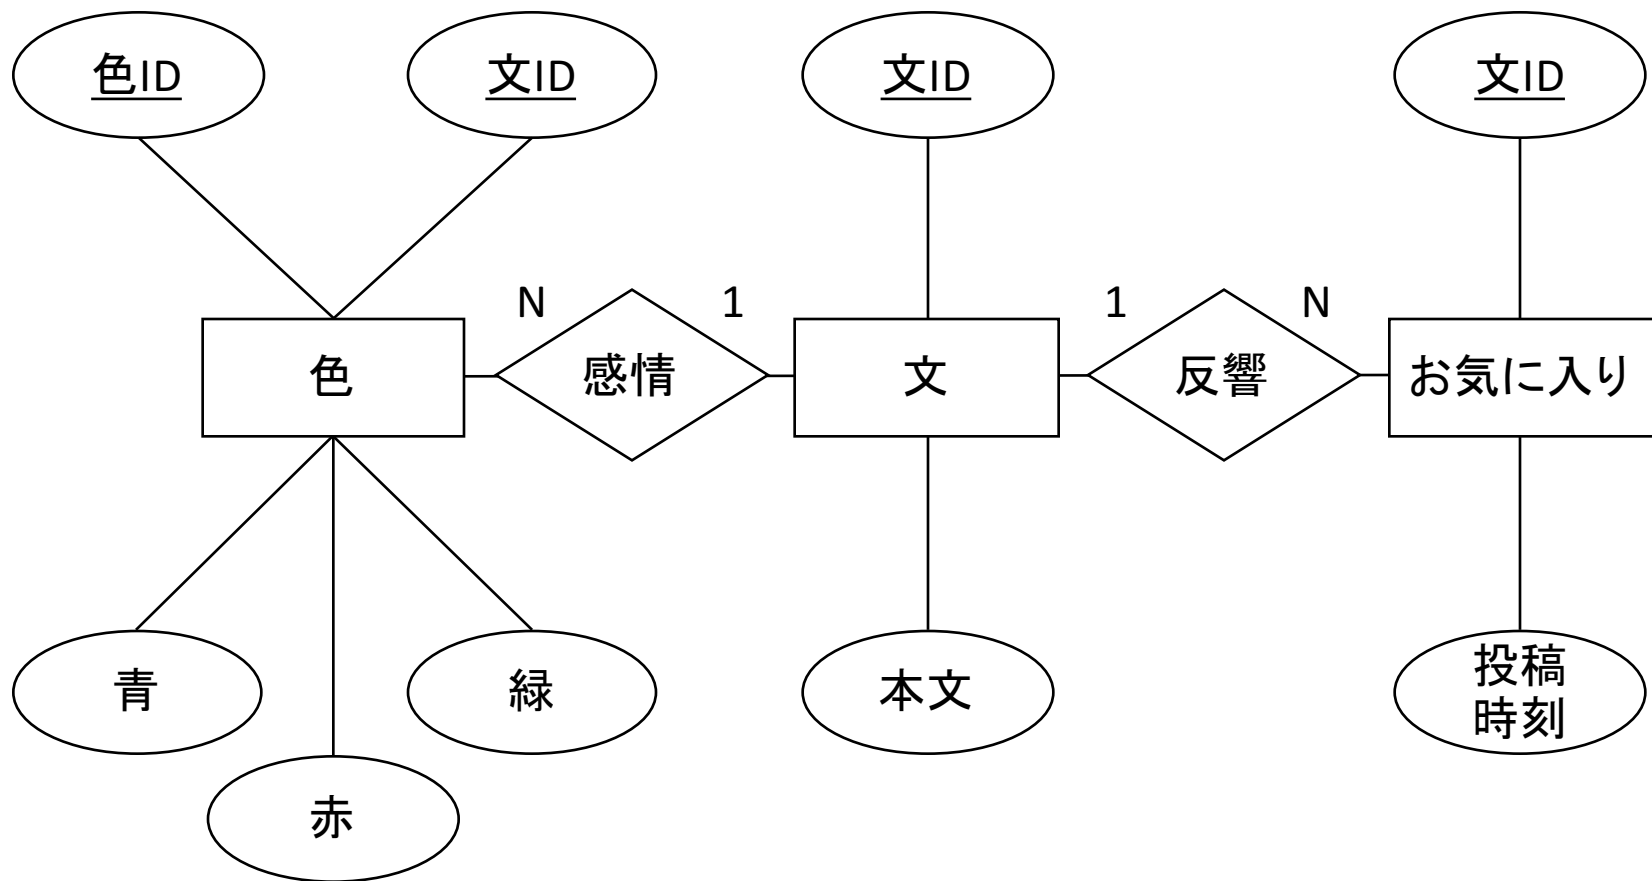 色ID
文ID
文ID
文ID
N
1
1
N
色
感情
文
反響
お気に入り
青
緑
本文
投稿
時刻
赤